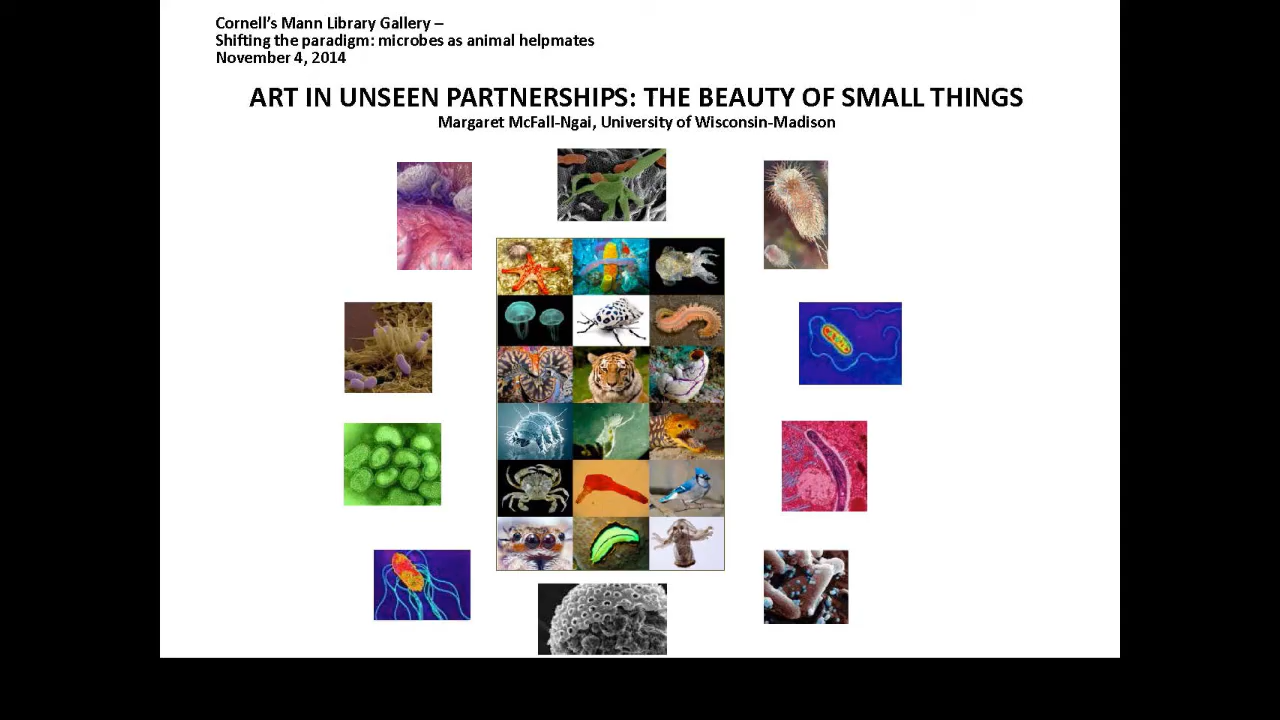 Cornell’s Mann Library Gallery –
Shifting the paradigm: microbes as animal helpmates
November 4, 2014
ART IN UNSEEN PARTNERSHIPS: THE BEAUTY OF SMALL THINGS
Margaret McFall-Ngai, University of Wisconsin-Madison